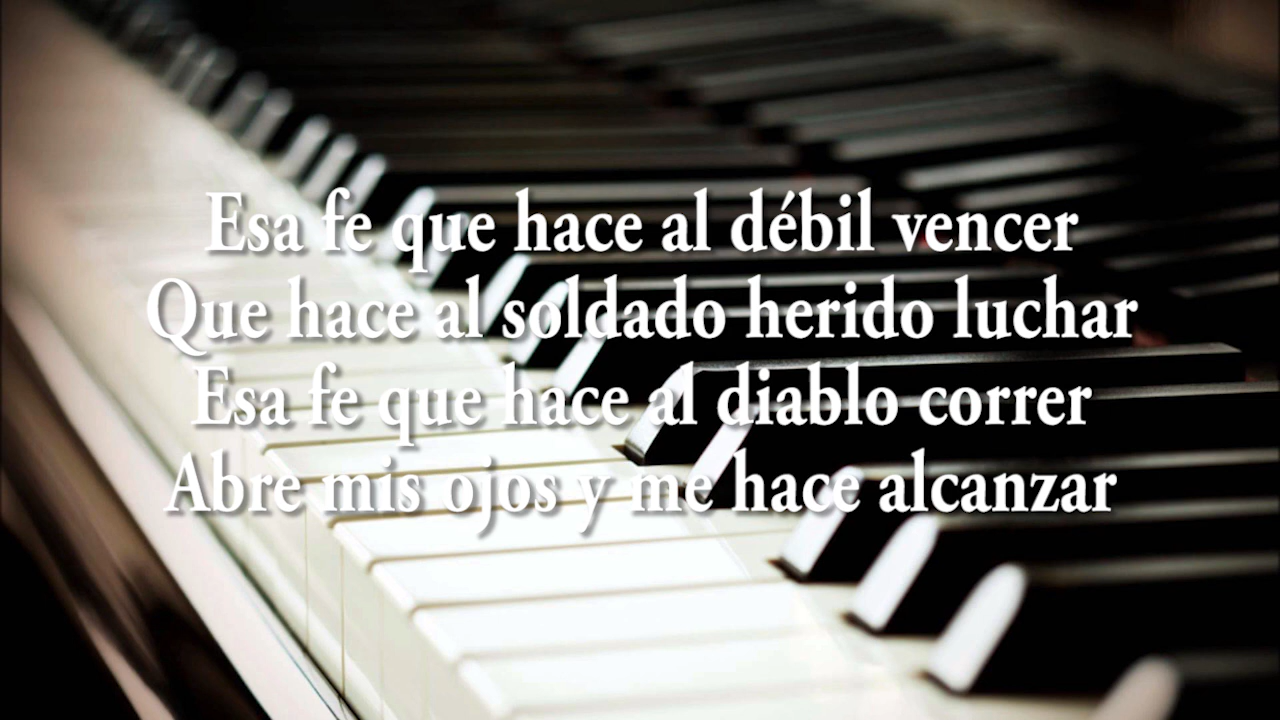 Esa fe que hace al débil vencer
Que hace al soldado herido luchar
Esa fe que hace al diablo correr
Abre mis ojos y me hace alcanzar